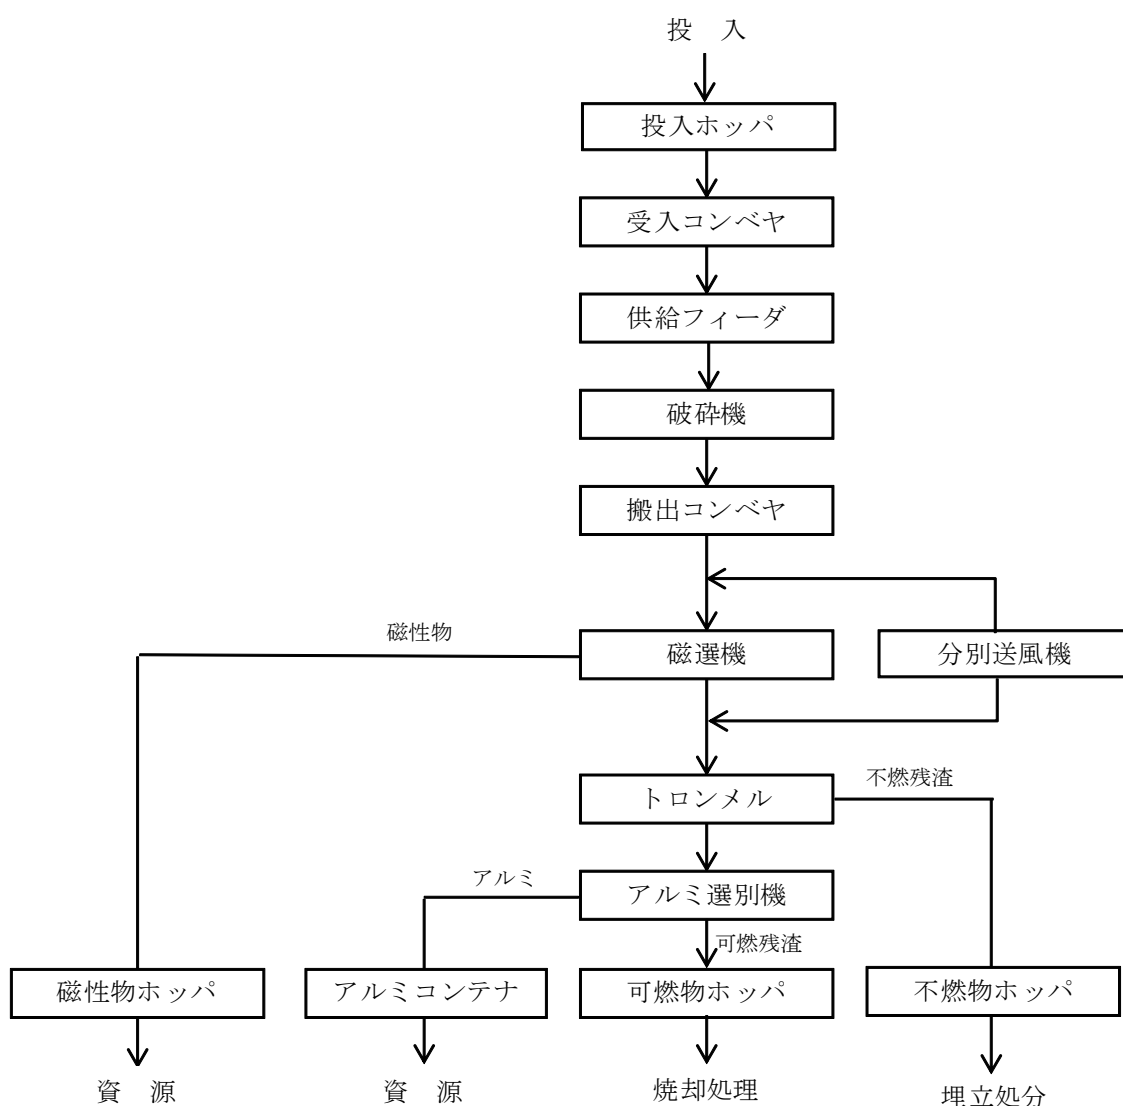 投　入
投入ホッパ
受入コンベヤ
供給フィーダ
破砕機
搬出コンベヤ
磁性物
磁選機
分別送風機
不燃残渣
トロンメル
アルミ
アルミ選別機
可燃残渣
磁性物ホッパ
アルミコンテナ
可燃物ホッパ
不燃物ホッパ
資　源
資　源
焼却処理
埋立処分